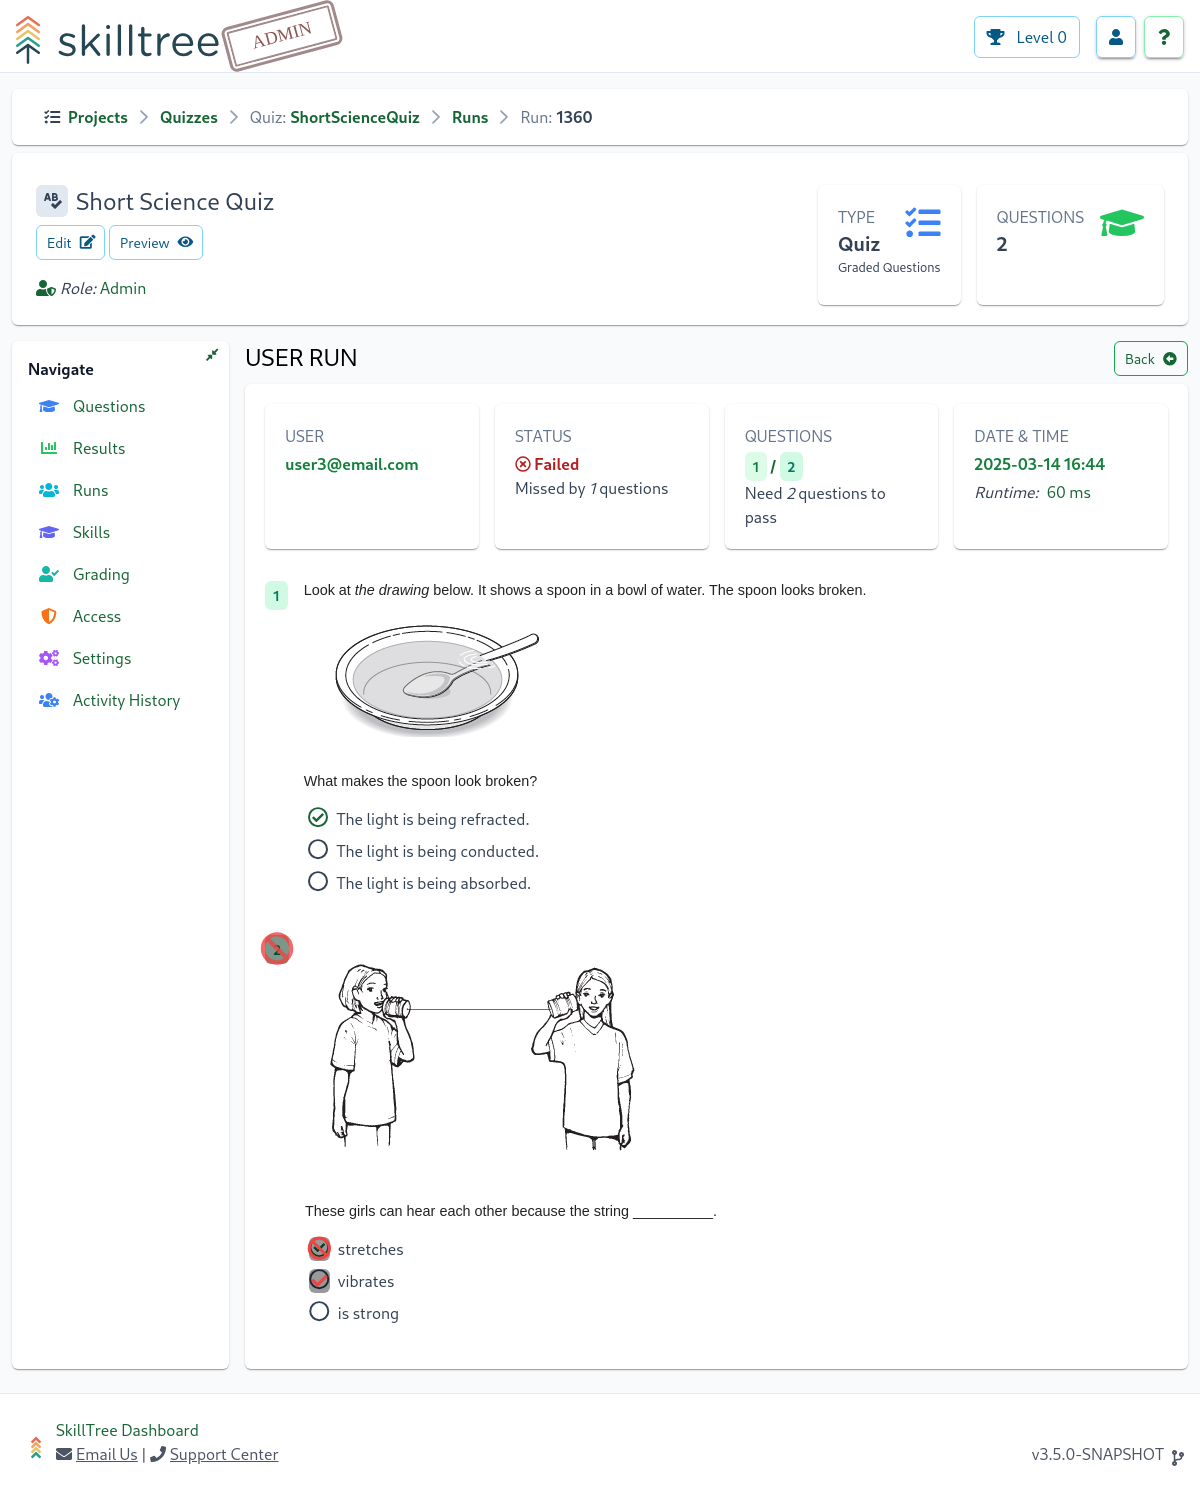 skilltree
ADMIN
Level 0
?
Projects > Quizzes > Quiz: ShortScienceQuiz > Runs > Run: 1360
AB Short Science Quiz
Edit Preview
Role: Admin
TYPE
Quiz
Graded Questions
QUESTIONS
2
Navigate
Questions
Results
Runs
Skills
Grading
Access
Settings
Activity History
USER RUN
Back
USER
user3@email.com
STATUS
Failed
Missed by 1 questions
QUESTIONS
1 / 2
Need 2 questions to
pass
DATE & TIME
2025-03-14 16:44
Runtime: 60 ms
1 Look at the drawing below. It shows a spoon in a bowl of water. The spoon looks broken.
What makes the spoon look broken?
The light is being refracted.
The light is being conducted.
The light is being absorbed.
2
These girls can hear each other because the string __________.
stretches
vibrates
is strong
SkillTree Dashboard
Email Us | Support Center
v3.5.0-SNAPSHOT